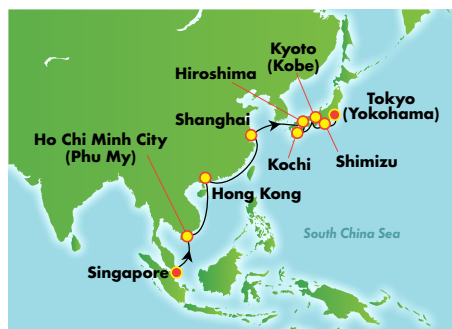 Kyoto
(Kobe)
Hiroshima
Tokyo
(Yokohama)
Shanghai
Ho Chi Minh City
(Phu My)
Kochi
Shimizu
Hong Kong
South China Sea
Singapore